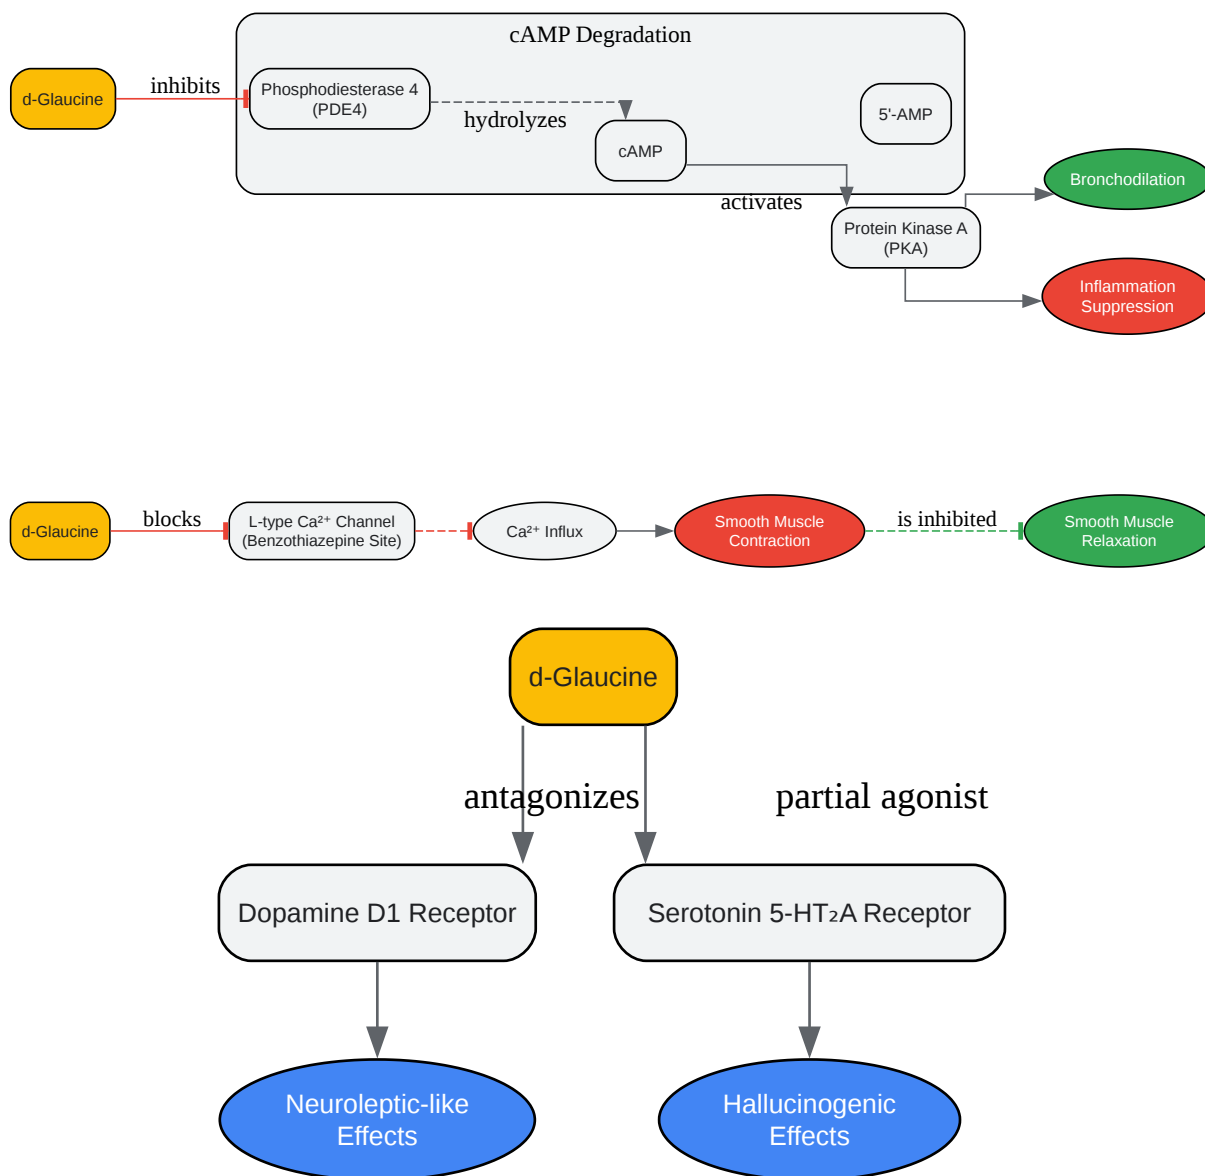 cAMP Degradation
d-Glaucine
inhibits
Phosphodiesterase 4
(PDE4)
hydrolyzes
cAMP
5'-AMP
activates
Protein Kinase A
(PKA)
Bronchodilation
Inflammation
Suppression
d-Glaucine
blocks
L-type Ca²⁺ Channel
(Benzothiazepine Site)
Ca²⁺ Influx
Smooth Muscle
Contraction
is inhibited
Smooth Muscle
Relaxation
d-Glaucine
antagonizes
partial agonist
Dopamine D1 Receptor
Serotonin 5-HT₂A Receptor
Neuroleptic-like
Effects
Hallucinogenic
Effects